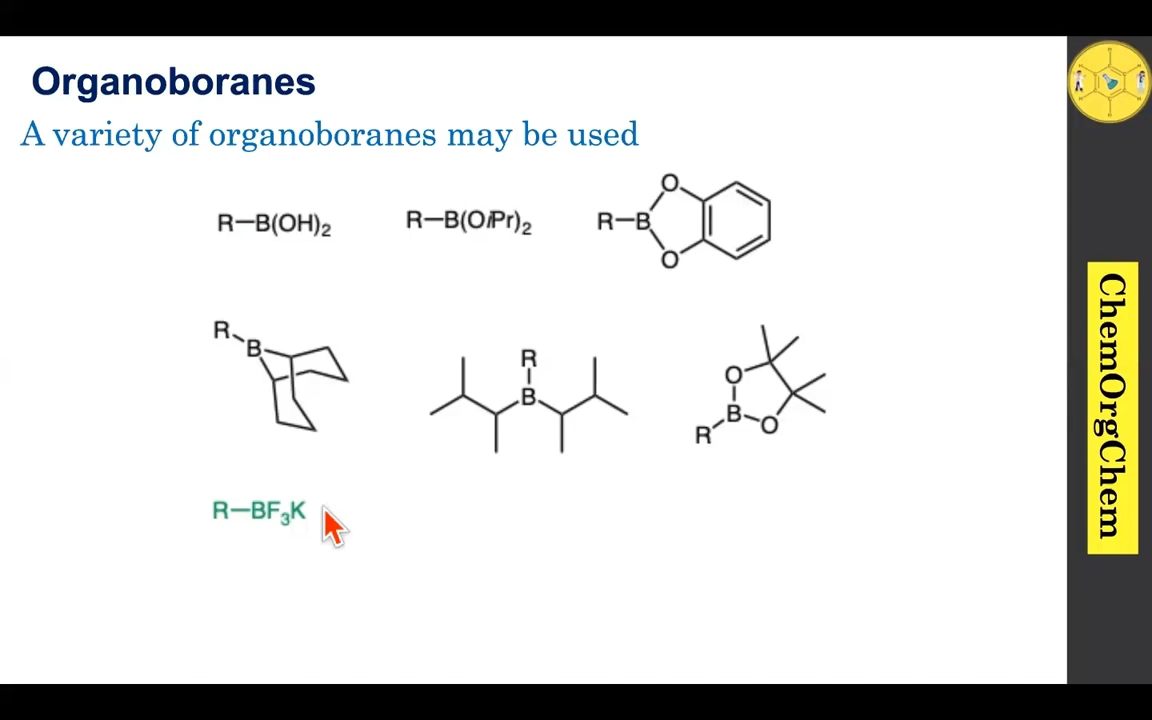 Organoboranes
A variety of organoboranes may be used
R–B(OH)₂
R–B(OiPr)₂
R–B
O
O
R
B
R
B
O
B
O
R
R–BF₃K
ChemOrgChem